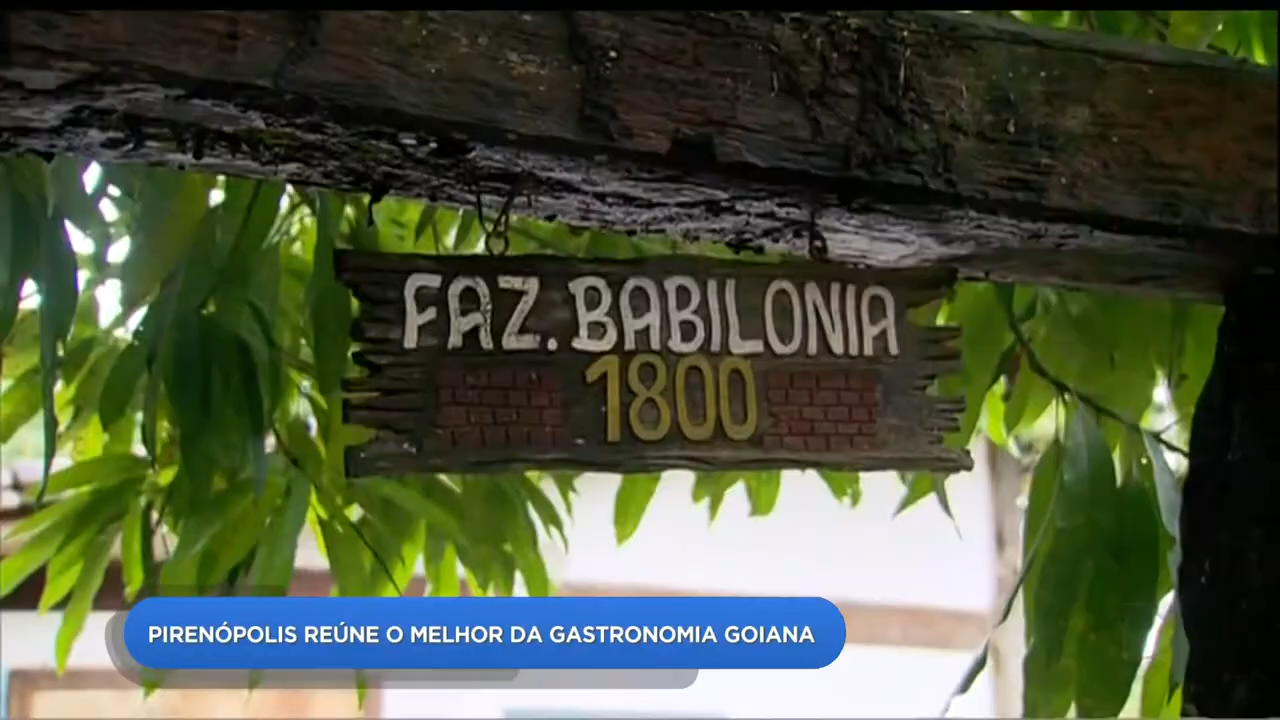 FAZ. BABILONIA
1800
PIRENÓPOLIS REÚNE O MELHOR DA GASTRONOMIA GOIANA